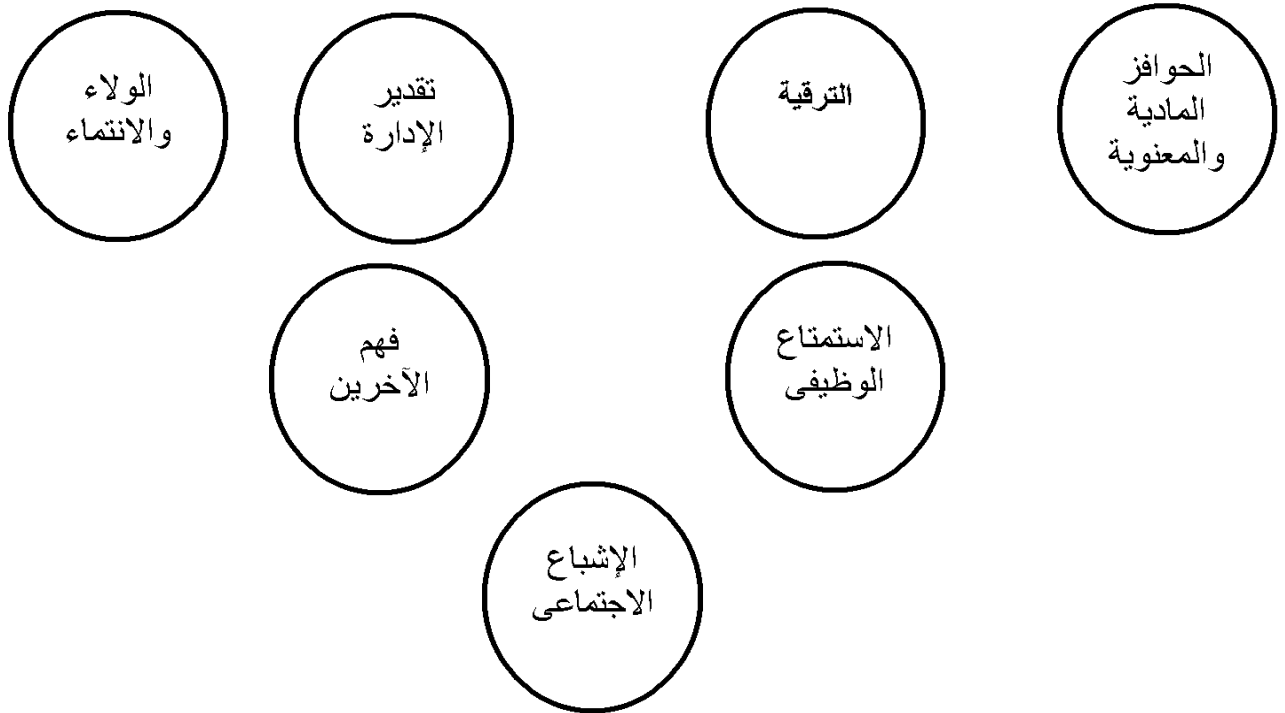 الحوافز
المادية
والمعنوية
الترقية
تقدير
الإدارة
الولاء
والانتماء
الاستمتاع
الوظيفى
فهم
الآخرين
الإشباع
الاجتماعى